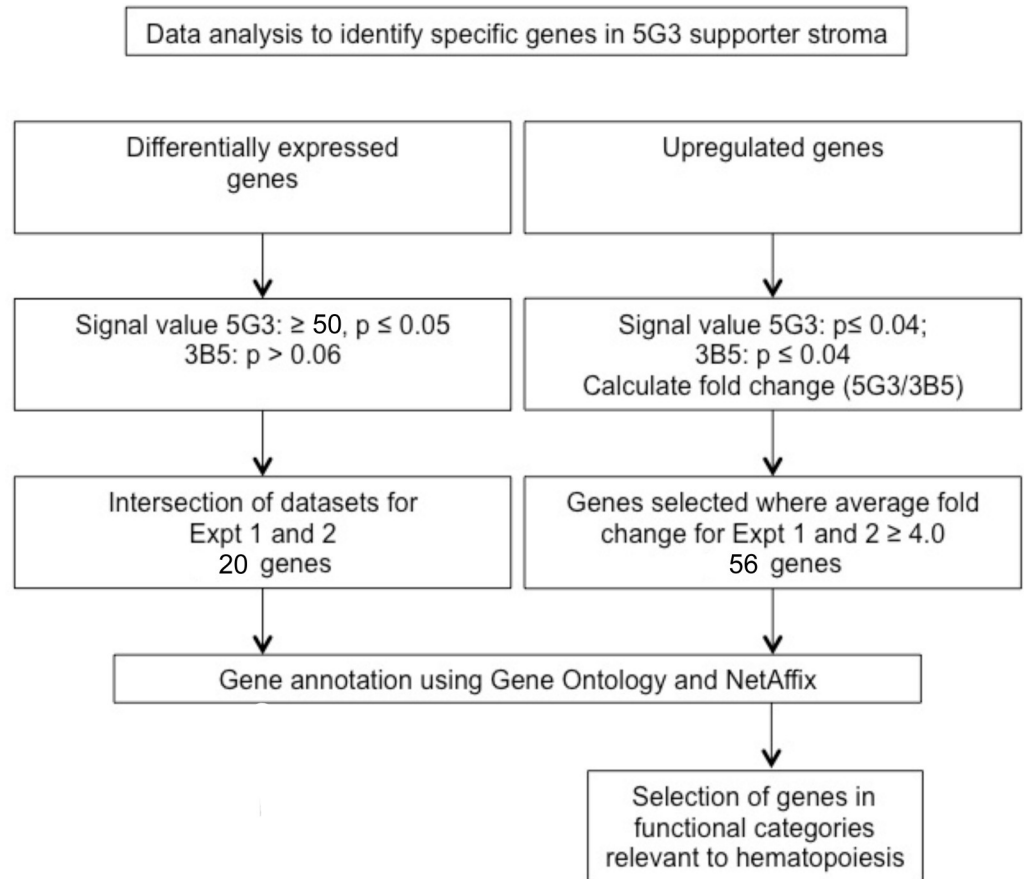 Data analysis to identify specific genes in 5G3 supporter stroma
Differentially expressed
genes
Upregulated genes
Signal value 5G3: ≥ 50, p ≤ 0.05
3B5: p > 0.06
Signal value 5G3: p≤ 0.04;
3B5: p ≤ 0.04
Calculate fold change (5G3/3B5)
Intersection of datasets for
Expt 1 and 2
20 genes
Genes selected where average fold
change for Expt 1 and 2 ≥ 4.0
56 genes
Gene annotation using Gene Ontology and NetAffix
Selection of genes in
functional categories
relevant to hematopoiesis